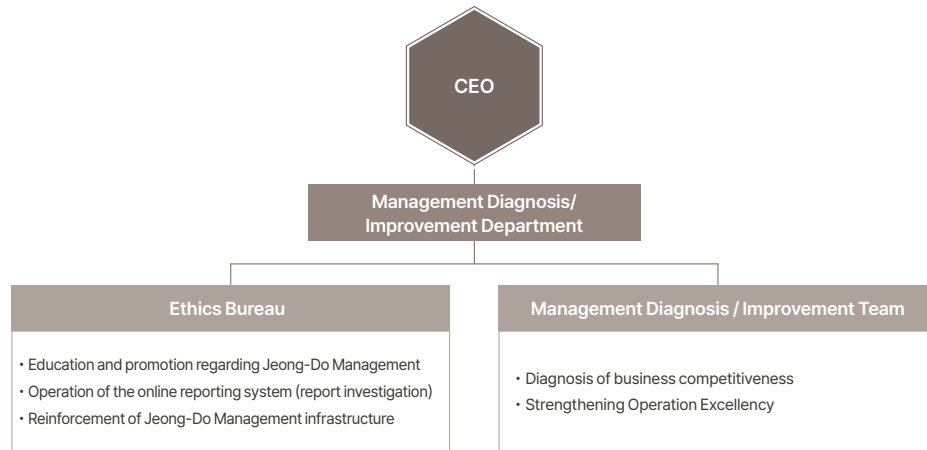 CEO
Management Diagnosis/
Improvement Department
Ethics Bureau
• Education and promotion regarding Jeong-Do Management
• Operation of the online reporting system (report investigation)
• Reinforcement of Jeong-Do Management infrastructure
Management Diagnosis / Improvement Team
• Diagnosis of business competitiveness
• Strengthening Operation Excellency